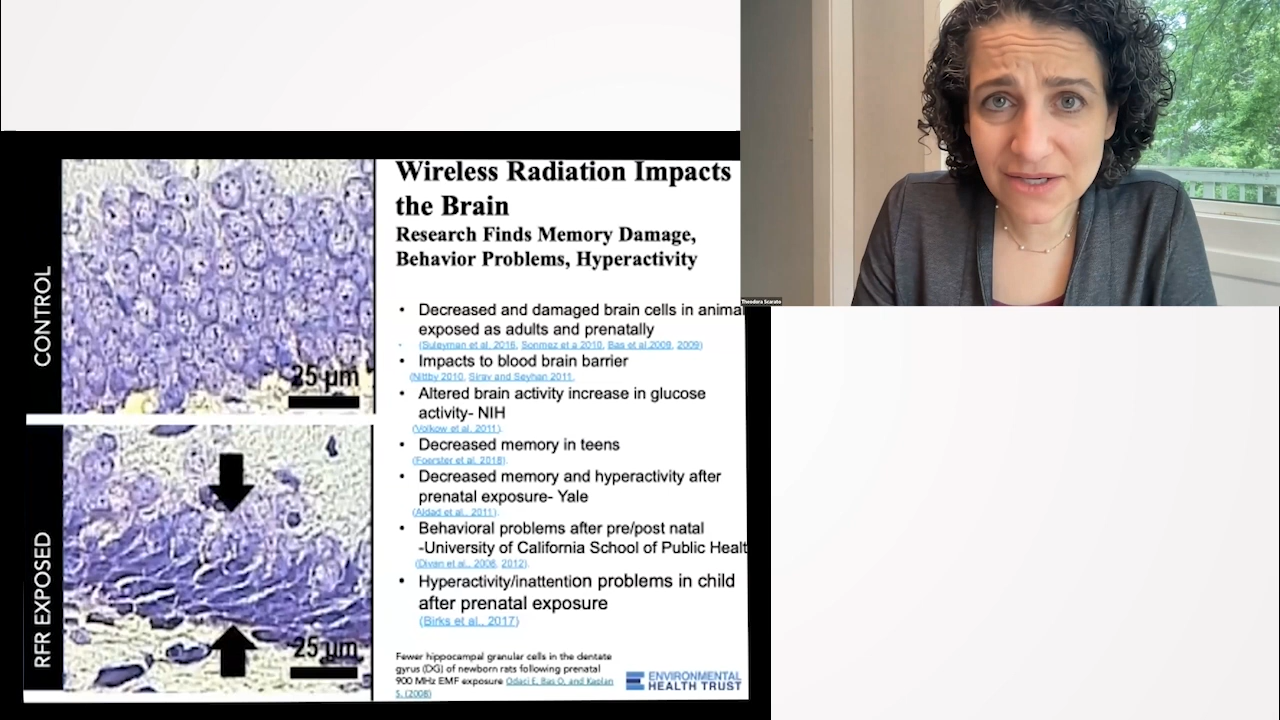 Wireless Radiation Impacts
the Brain
Research Finds Memory Damage,
Behavior Problems, Hyperactivity
CONTROL
25 µm
RFR EXPOSED
25 µm
• Decreased and damaged brain cells in animal
exposed as adults and prenatally
(Suleyman et al, 2016, Sonmez et a 2010, Bas et al.2009, 2009)
• Impacts to blood brain barrier
(Nittby 2010, Sirav and Seyhan 2011,
• Altered brain activity increase in glucose
activity- NIH
(Volkow et al. 2011).
• Decreased memory in teens
(Foerster et al. 2018).
• Decreased memory and hyperactivity after
prenatal exposure- Yale
(Aldad et al., 2011).
• Behavioral problems after pre/post natal
-University of California School of Public Healt
(Divan et al., 2008, 2012).
• Hyperactivity/inattention problems in child
after prenatal exposure
(Birks et al., 2017)
Fewer hippocampal granular cells in the dentate
gyrus (DG) of newborn rats following prenatal
900 MHz EMF exposure Odaci E, Bas O, and Kaplan
S. (2008)
ENVIRONMENTAL
HEALTH TRUST
Theodora Scarato